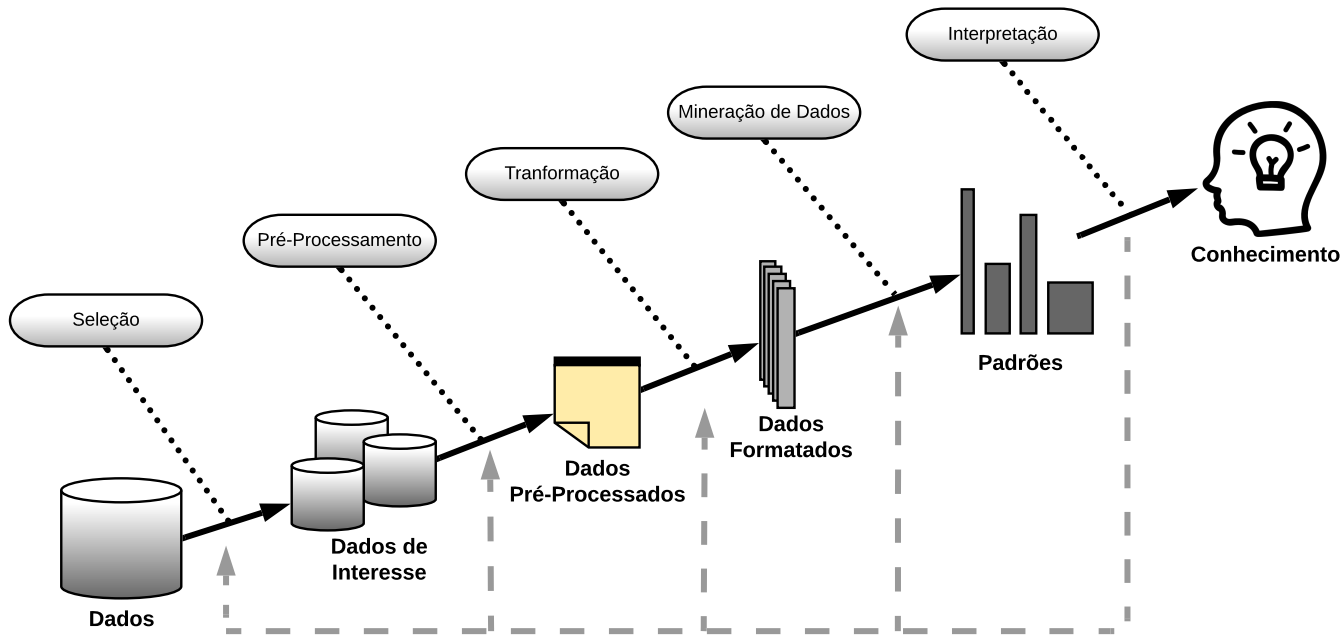 Interpretação
Mineração de Dados
Tranformação
Pré-Processamento
Seleção
Conhecimento
Padrões
Dados
Formatados
Dados
Pré-Processados
Dados de
Interesse
Dados